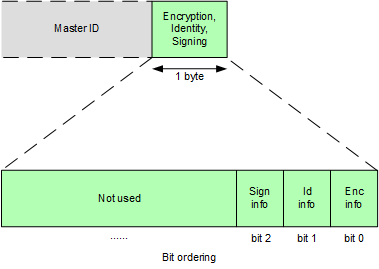 Master ID
Encryption,
Identity,
Signing
1 byte
Not used
Sign
info
Id
info
Enc
info
......
bit 2
bit 1
bit 0
Bit ordering